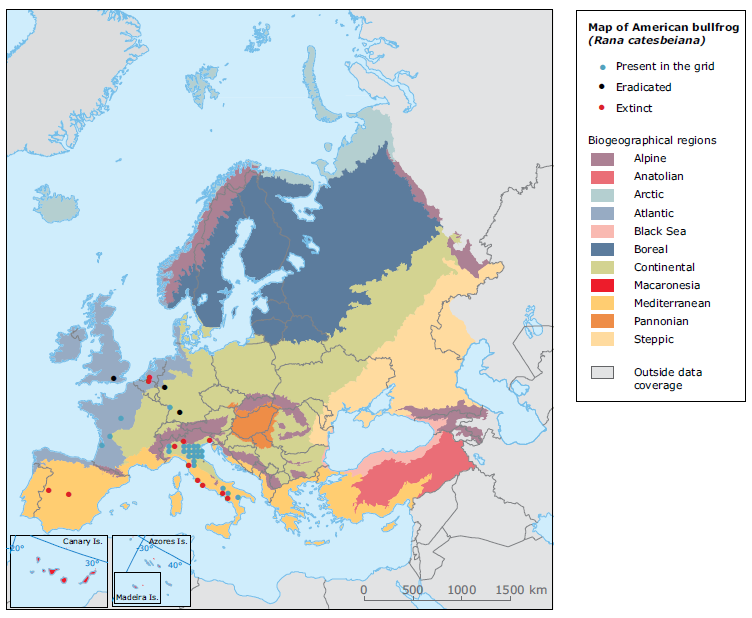 Map of American bullfrog
(Rana catesbeiana)
Present in the grid
Eradicated
Extinct
Biogeographical regions
Alpine
Anatolian
Arctic
Atlantic
Black Sea
Boreal
Continental
Macaronesia
Mediterranean
Pannonian
Steppic
Outside data
coverage
Canary Is.
-20°
30°
Azores Is.
-30°
40°
Madeira Is.
0 500 1000 1500 km